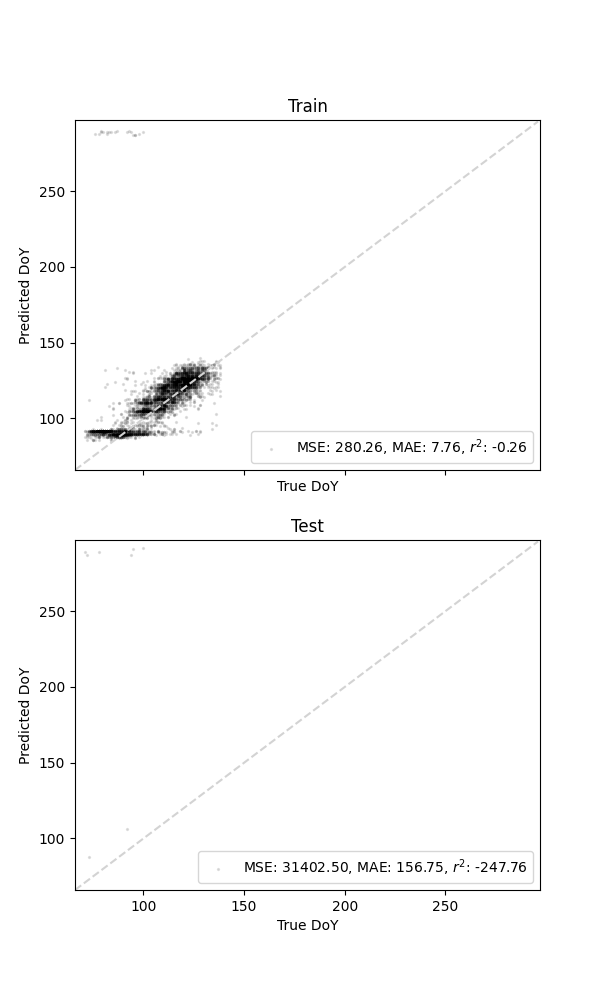 Train
250
200
150
100
Predicted DoY
MSE: 280.26, MAE: 7.76, r²: -0.26
True DoY
Test
250
200
150
100
Predicted DoY
MSE: 31402.50, MAE: 156.75, r²: -247.76
100 150 200 250
True DoY